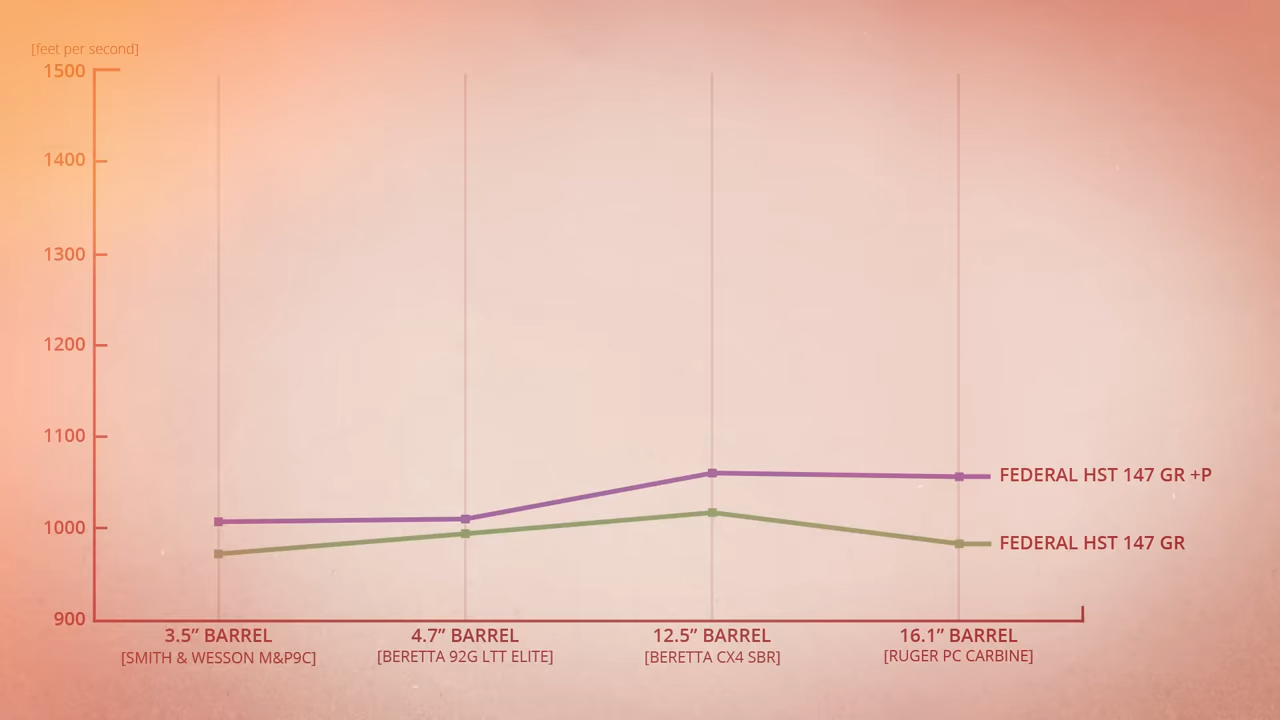 [feet per second]
1500
1400
1300
1200
1100
1000
900
FEDERAL HST 147 GR +P
FEDERAL HST 147 GR
3.5” BARREL
[SMITH & WESSON M&P9C]
4.7” BARREL
[BERETTA 92G LTT ELITE]
12.5” BARREL
[BERETTA CX4 SBR]
16.1” BARREL
[RUGER PC CARBINE]